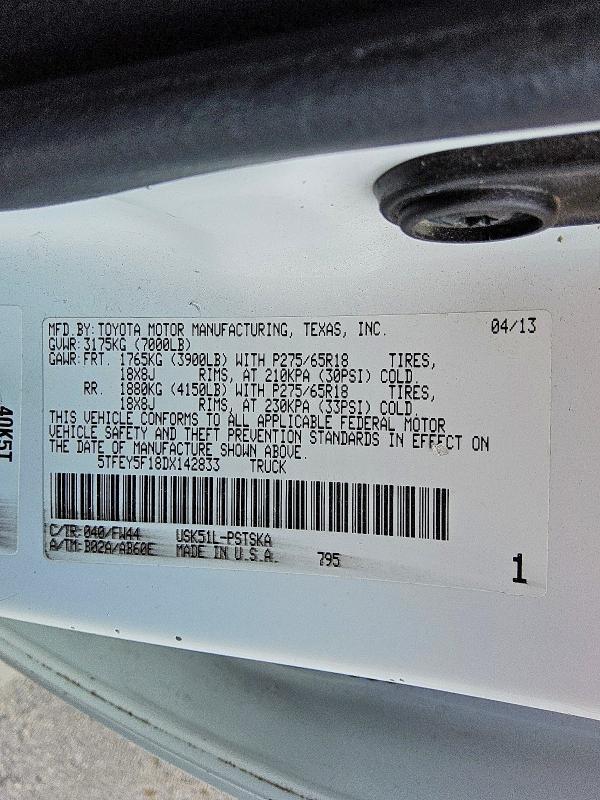 MFD.BY:TOYOTA MOTOR MANUFACTURING, TEXAS, INC. 04/13
GVWR:3175KG (7000LB)
GAWR:FRT. 1765KG (3900LB) WITH P275/65R18 TIRES,
18X8J RIMS, AT 210KPA (30PSI) COLD.
RR. 1880KG (4150LB) WITH P275/65R18 TIRES,
18X8J RIMS, AT 230KPA (33PSI) COLD.
THIS VEHICLE CONFORMS TO ALL APPLICABLE FEDERAL MOTOR
VEHICLE SAFETY AND THEFT PREVENTION STANDARDS IN EFFECT ON
THE DATE OF MANUFACTURE SHOWN ABOVE.
5TFEY5F18DX142833 TRUCK
C/TR:040/FW44 USK51L-PSTSKA
A/TM:B02A/AB60E MADE IN U.S.A. 795 1
40K5T